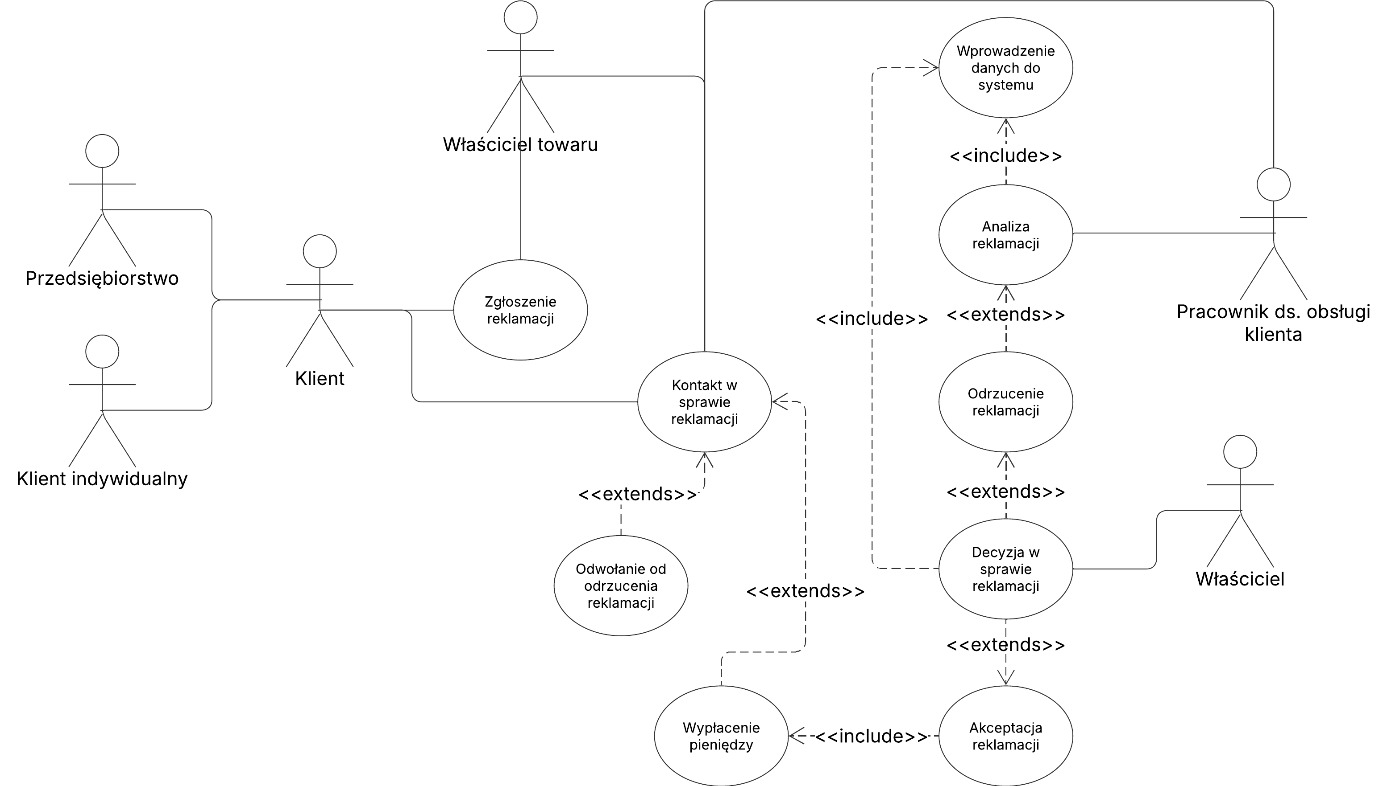 Wprowadzenie
danych do
systemu
Właściciel towaru
<<include>>
Przedsiębiorstwo
Analiza
reklamacji
Zgłoszenie
reklamacji
Pracownik ds. obsługi
klienta
<<include>>
<<extends>>
Klient
Kontakt w
sprawie
reklamacji
Odrzucenie
reklamacji
Klient indywidualny
<<extends>>
<<extends>>
Odwołanie od
odrzucenia
reklamacji
Decyzja w
sprawie
reklamacji
Właściciel
<<extends>>
<<extends>>
Wypłacenie
pieniędzy
<<include>>
Akceptacja
reklamacji